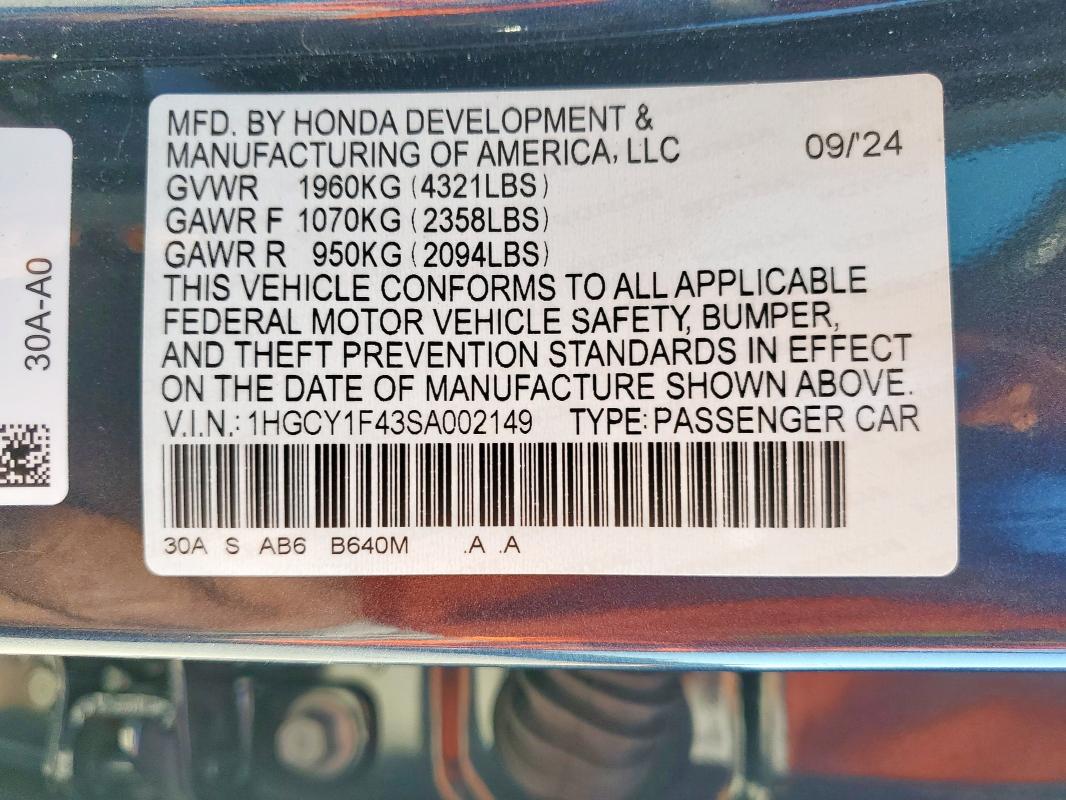 MFD. BY HONDA DEVELOPMENT &
MANUFACTURING OF AMERICA, LLC 09/'24
GVWR 1960KG (4321LBS)
GAWR F 1070KG (2358LBS)
GAWR R 950KG (2094LBS)
THIS VEHICLE CONFORMS TO ALL APPLICABLE
FEDERAL MOTOR VEHICLE SAFETY, BUMPER,
AND THEFT PREVENTION STANDARDS IN EFFECT
ON THE DATE OF MANUFACTURE SHOWN ABOVE.
V.I.N.: 1HGCY1F43SA002149 TYPE: PASSENGER CAR
30A S AB6 B640M .A .A
30A-A0